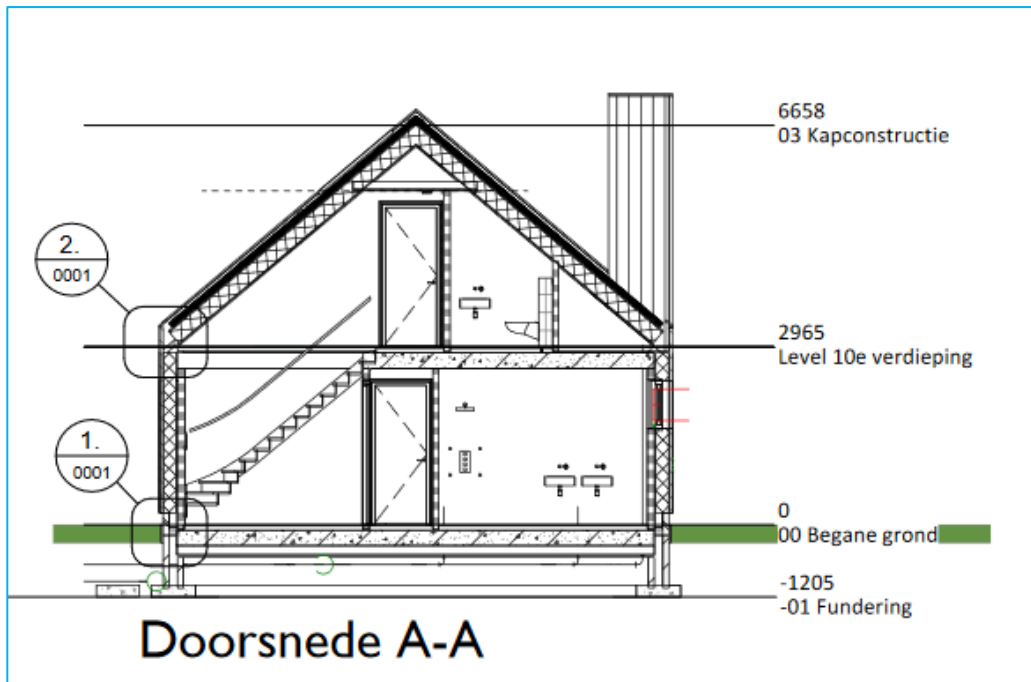 6658
03 Kapconstructie
2.
0001
2965
Level 10e verdieping
1.
0001
0
00 Begane grond
-1205
-01 Fundering
Doorsnede A-A